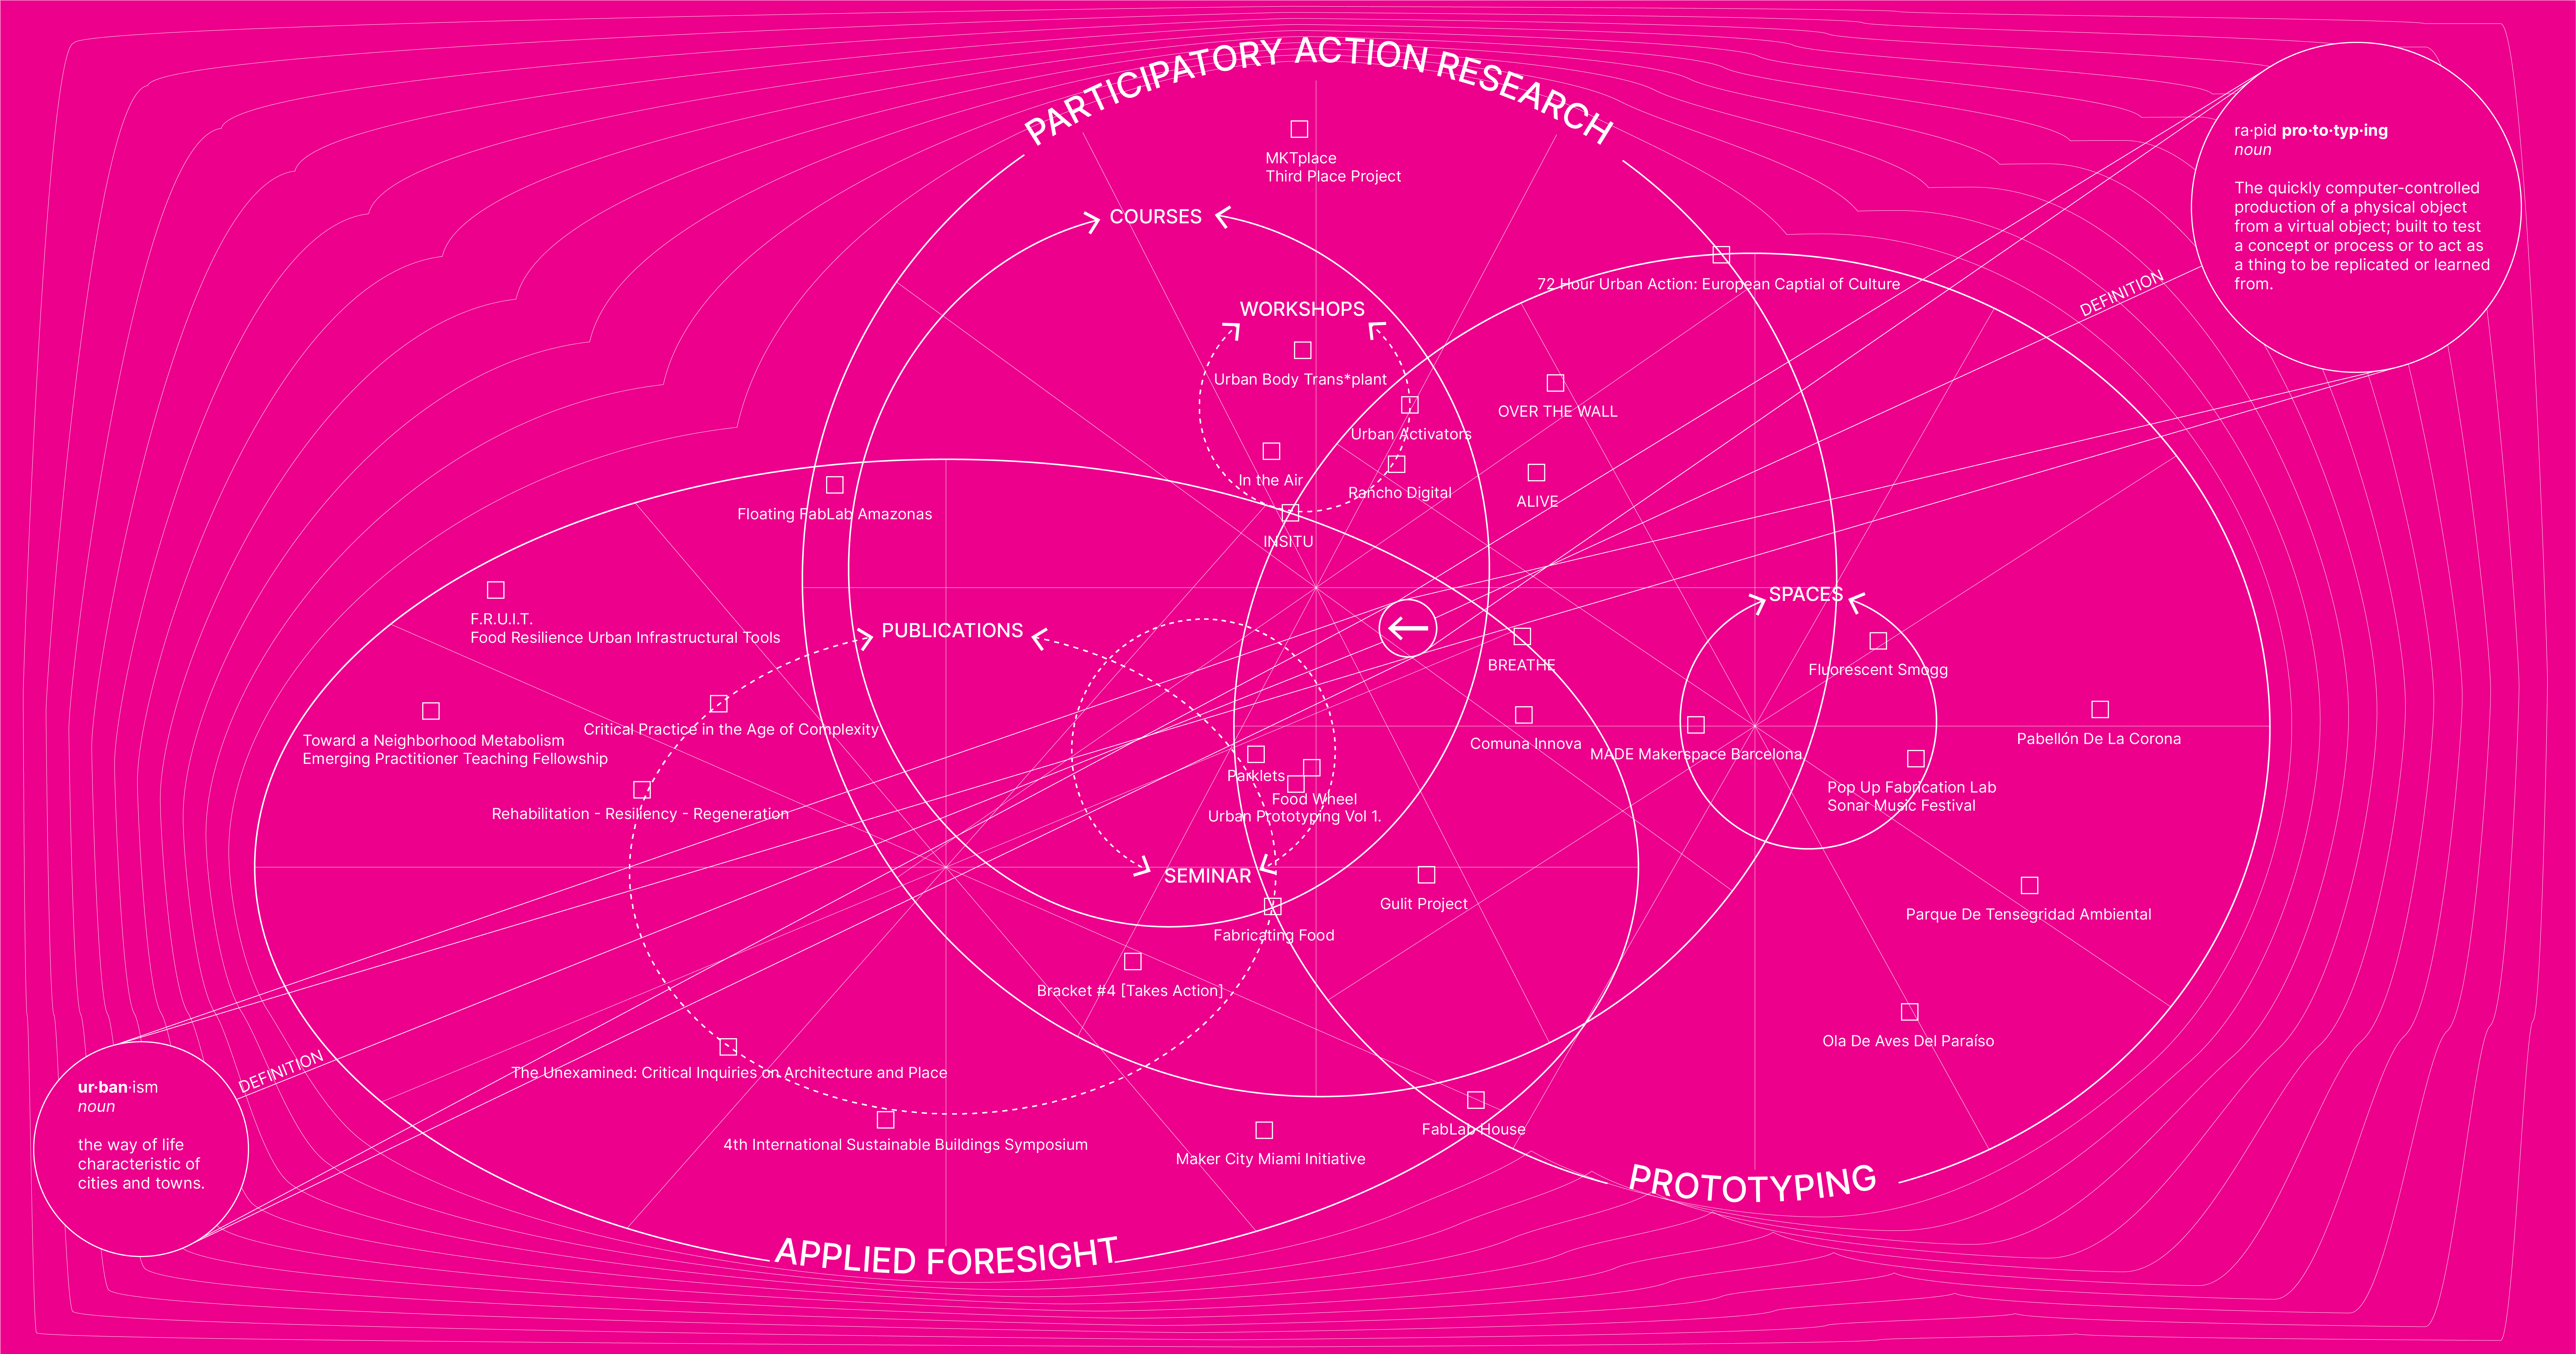 PARTICIPATORY ACTION RESEARCH
ra·pid pro·to·typ·ing
noun
The quickly computer-controlled
production of a physical object
from a virtual object; built to test
a concept or process or to act as
a thing to be replicated or learned
from.
DEFINITION
MKTplace
Third Place Project
COURSES
72 Hour Urban Action: European Captial of Culture
WORKSHOPS
Urban Body Trans*plant
OVER THE WALL
Urban Activators
In the Air
Rancho Digital
ALIVE
Floating FabLab Amazonas
INSITU
SPACES
F.R.U.I.T.
Food Resilience Urban Infrastructural Tools
PUBLICATIONS
BREATHE
Fluorescent Smogg
Critical Practice in the Age of Complexity
Toward a Neighborhood Metabolism
Emerging Practitioner Teaching Fellowship
Comuna Innova
MADE Makerspace Barcelona
Pabellón De La Corona
Parklets
Food Wheel
Urban Prototyping Vol 1.
Pop Up Fabrication Lab
Sonar Music Festival
Rehabilitation - Resiliency - Regeneration
SEMINAR
Gulit Project
Parque De Tensegridad Ambiental
Fabricating Food
Bracket #4 [Takes Action]
Ola De Aves Del Paraíso
The Unexamined: Critical Inquiries on Architecture and Place
4th International Sustainable Buildings Symposium
FabLab House
Maker City Miami Initiative
DEFINITION
ur·ban·ism
noun
the way of life
characteristic of
cities and towns.
PROTOTYPING
APPLIED FORESIGHT